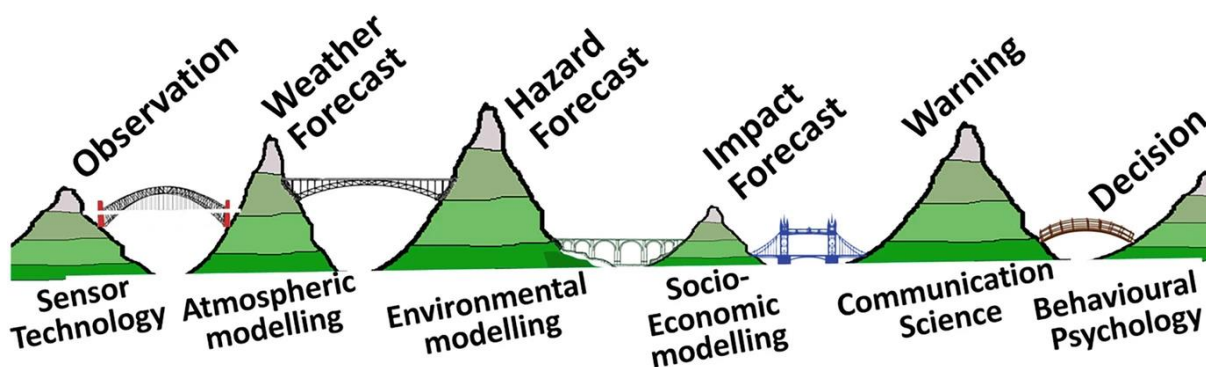 Observation
Weather
Forecast
Hazard
Forecast
Impact
Forecast
Warning
Decision
Sensor
Technology
Atmospheric
modelling
Environmental
modelling
Socio-
Economic
modelling
Communication
Science
Behavioural
Psychology